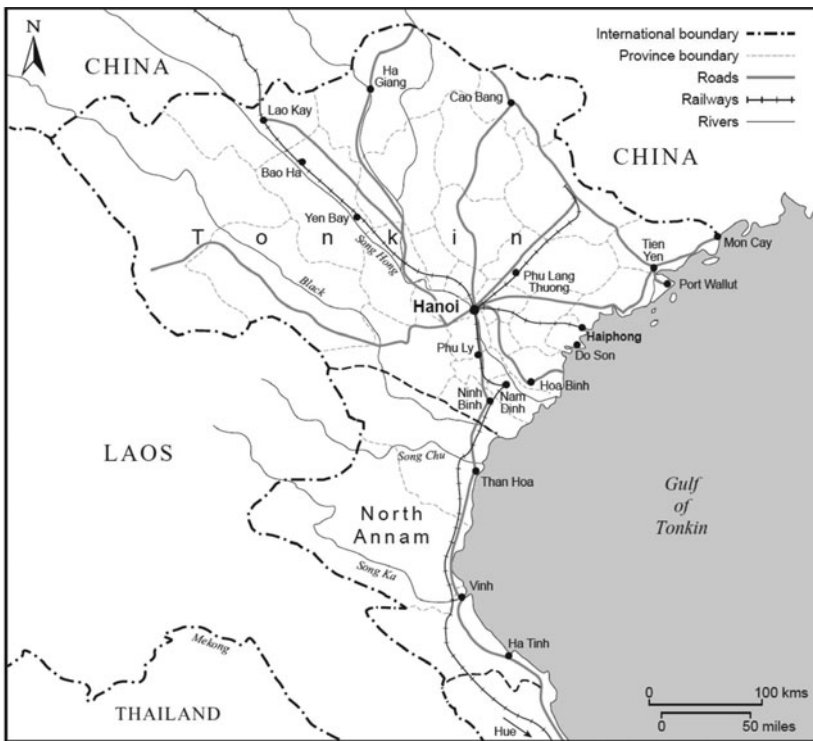 N
CHINA
Ha
Giang
Lao Kay
Cao Bang
International boundary
Province boundary
Roads
Railways
Rivers
CHINA
Bao Ha
Yen Bay
Tonkin
Song Hong
Black
Hanoi
Phu Lang
Thuong
Tien
Yen
Mon Cay
Port Wallut
Haiphong
Do Son
Phu Ly
Hoa Binh
Ninh
Binh
Nam
Dinh
LAOS
Song Chu
Than Hoa
North
Annam
Gulf
of
Tonkin
Song Ka
Vinh
Ha Tinh
Mekong
THAILAND
Hue
0 100 kms
0 50 miles